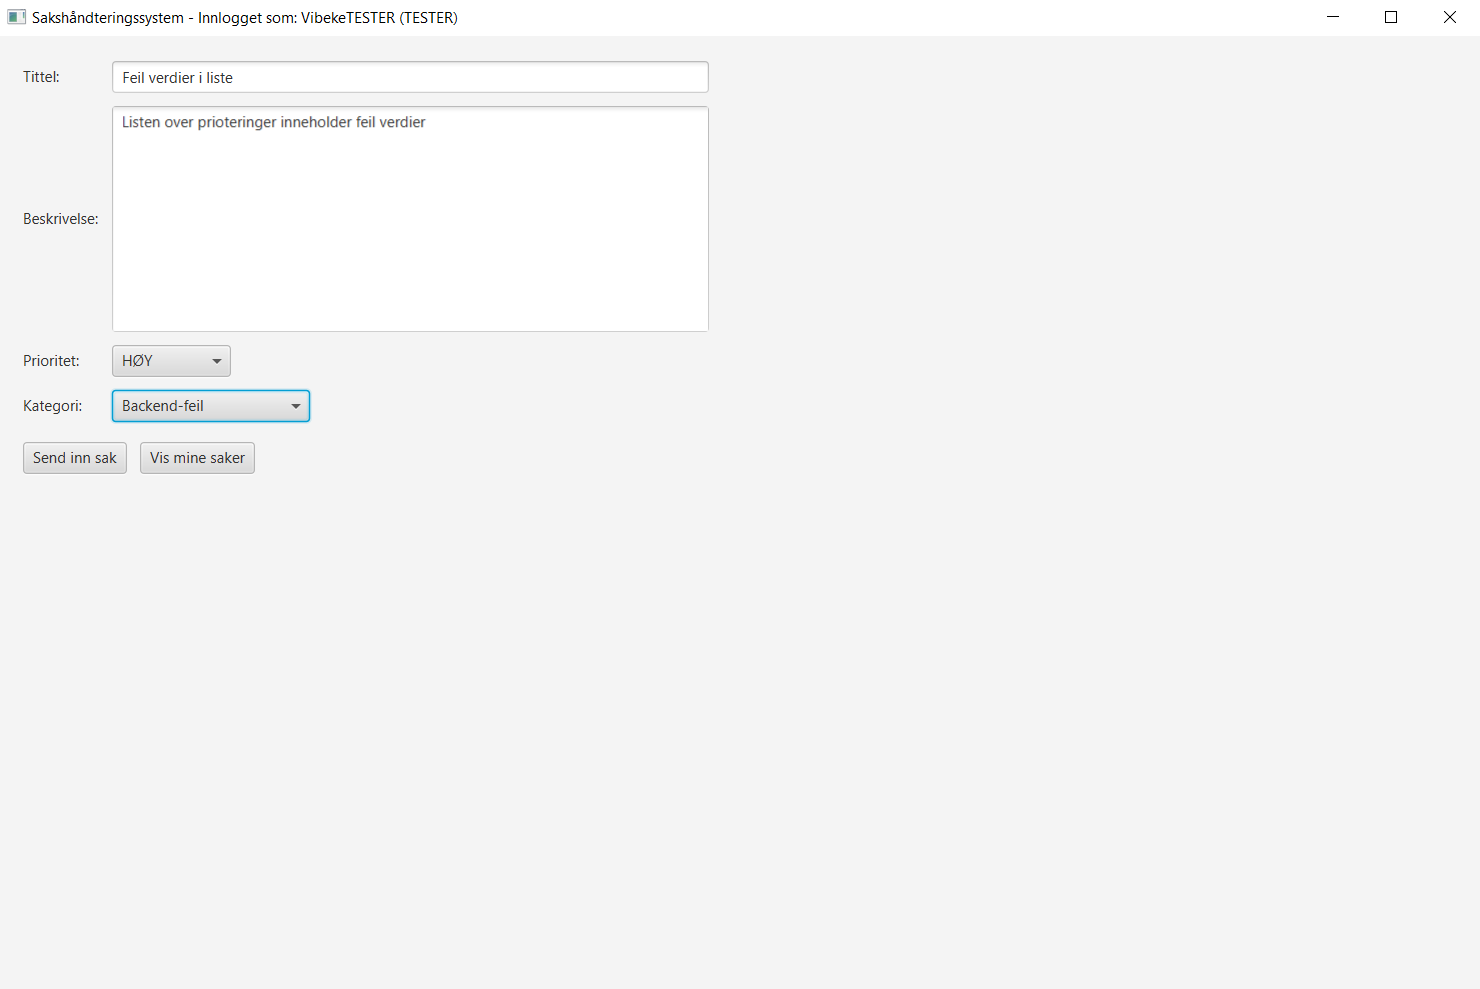 Sakshåndteringssystem - Innlogget som: VibekeTESTER (TESTER)
Tittel: Feil verdier i liste
Listen over prioteringer inneholder feil verdier
Beskrivelse:
Prioritet: HØY
Kategori: Backend-feil
Send inn sak Vis mine saker